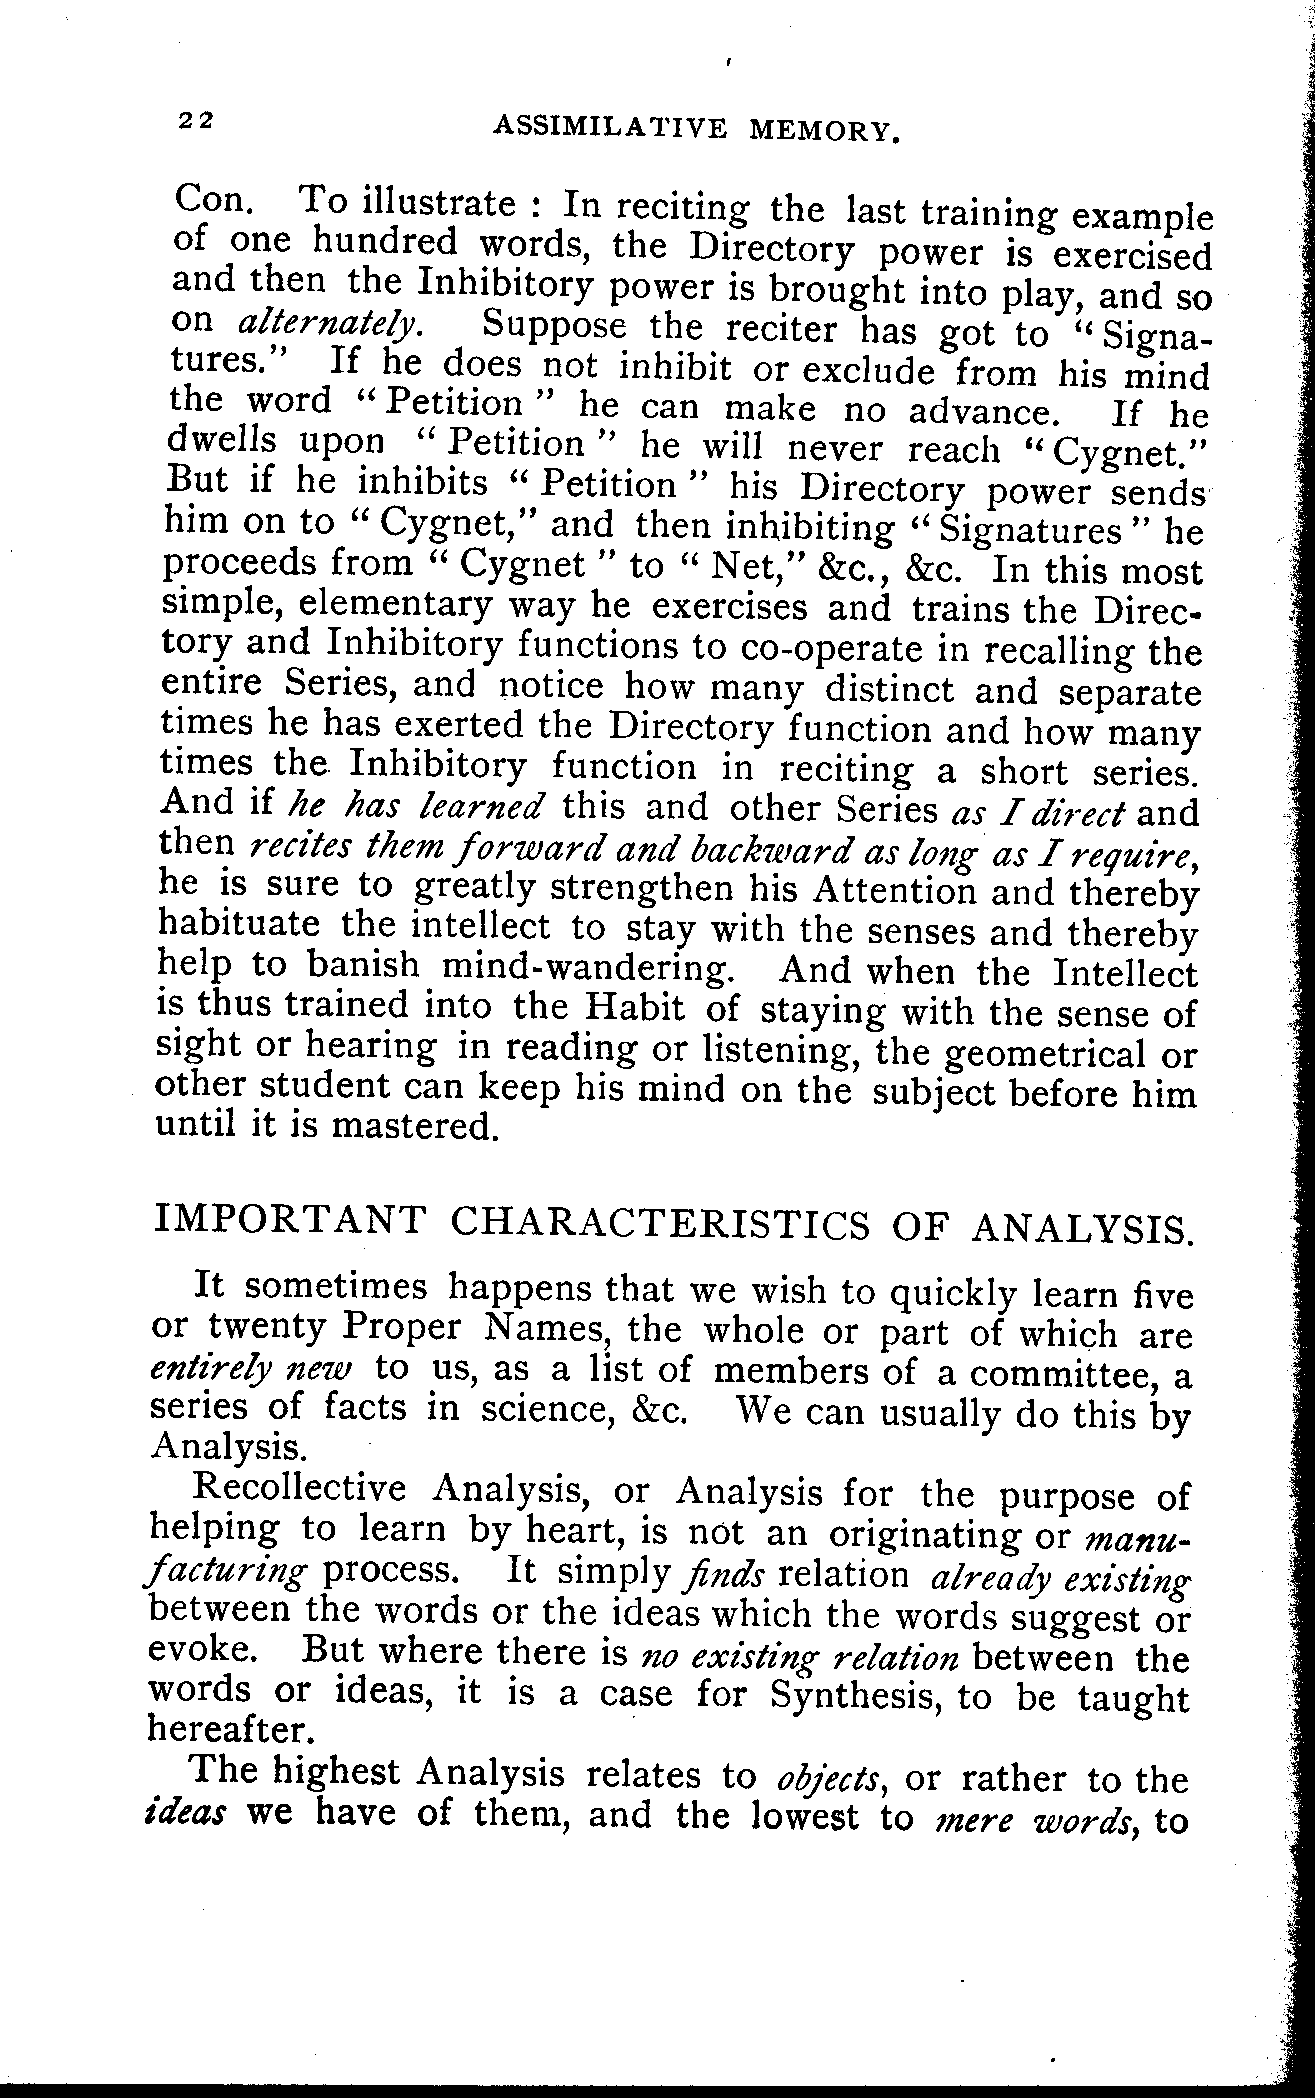 22 ASSIMILATIVE MEMORY.
Con. To illustrate : In reciting the last training example
of one hundred words, the Directory power is exercised
and then the Inhibitory power is brought into play, and so
on alternately. Suppose the reciter has got to “ Signa-
tures.” If he does not inhibit or exclude from his mind
the word “ Petition ” he can make no advance. If he
dwells upon “ Petition ” he will never reach “ Cygnet.”
But if he inhibits “ Petition ” his Directory power sends
him on to “ Cygnet,” and then inhibiting “ Signatures ” he
proceeds from “ Cygnet ” to “ Net,” &c., &c. In this most
simple, elementary way he exercises and trains the Direc-
tory and Inhibitory functions to co-operate in recalling the
entire Series, and notice how many distinct and separate
times he has exerted the Directory function and how many
times the Inhibitory function in reciting a short series.
And if he has learned this and other Series as I direct and
then recites them forward and backward as long as I require,
he is sure to greatly strengthen his Attention and thereby
habituate the intellect to stay with the senses and thereby
help to banish mind-wandering. And when the Intellect
is thus trained into the Habit of staying with the sense of
sight or hearing in reading or listening, the geometrical or
other student can keep his mind on the subject before him
until it is mastered.
IMPORTANT CHARACTERISTICS OF ANALYSIS.
It sometimes happens that we wish to quickly learn five
or twenty Proper Names, the whole or part of which are
entirely new to us, as a list of members of a committee, a
series of facts in science, &c. We can usually do this by
Analysis.
Recollective Analysis, or Analysis for the purpose of
helping to learn by heart, is not an originating or manu-
facturing process. It simply finds relation already existing
between the words or the ideas which the words suggest or
evoke. But where there is no existing relation between the
words or ideas, it is a case for Synthesis, to be taught
hereafter.
The highest Analysis relates to objects, or rather to the
ideas we have of them, and the lowest to mere words, to